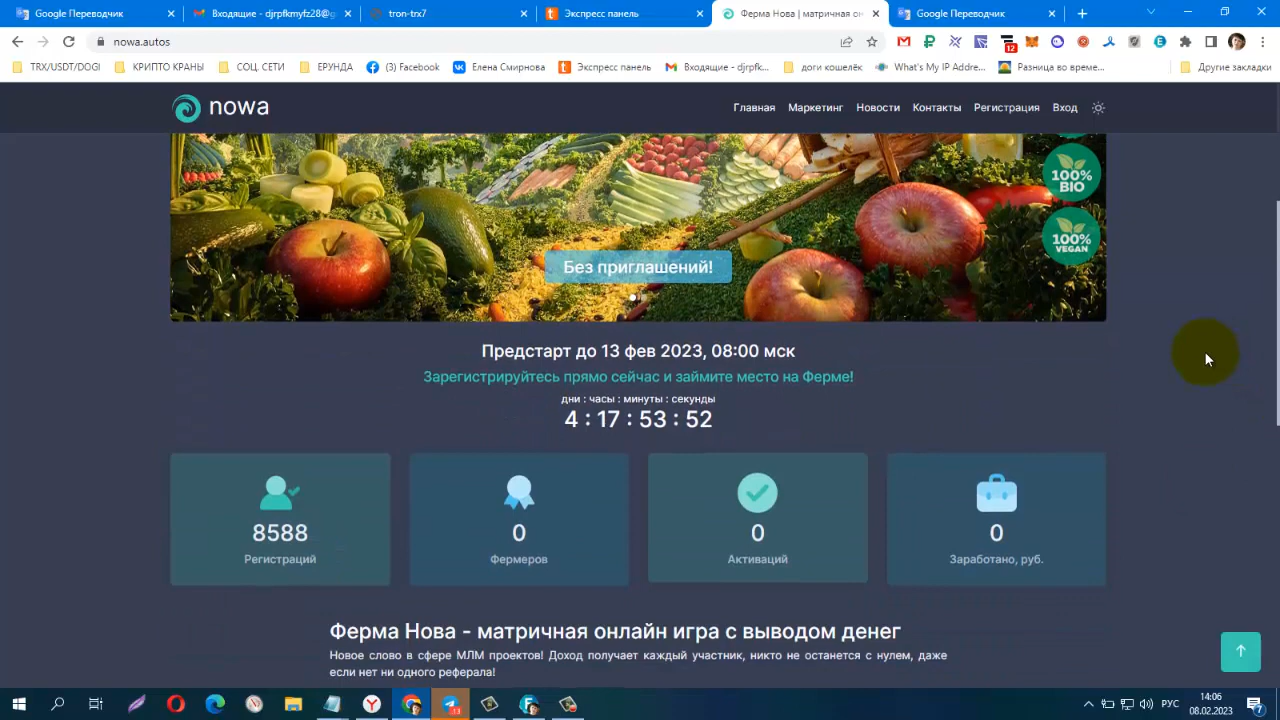 Google Переводчик
Входящие - djrpfkmyfz28@g
tron-trx7
Экспресс панель
Ферма Нова | матричная он
Google Переводчик
nowa.autos
12
TRX/USDT/DOGI
КРИПТО КРАНЫ
СОЦ. СЕТИ
ЕРУНДА
(3) Facebook
Елена Смирнова
Экспресс панель
Входящие - djrpfk...
доги кошелёк
What's My IP Addre...
Разница во време...
Другие закладки
nowa
Главная
Маркетинг
Новости
Контакты
Регистрация
Вход
100%
BIO
100%
VEGAN
Без приглашений!
Предстарт до 13 фев 2023, 08:00 мск
Зарегистрируйтесь прямо сейчас и займите место на Ферме!
дни : часы : минуты : секунды
4 : 17 : 53 : 52
8588
Регистраций
0
Фермеров
0
Активаций
0
Заработано, руб.
Ферма Нова - матричная онлайн игра с выводом денег
Новое слово в сфере МЛМ проектов! Доход получает каждый участник, никто не останется с нулем, даже
если нет ни одного реферала!
РУС
14:06
08.02.2023